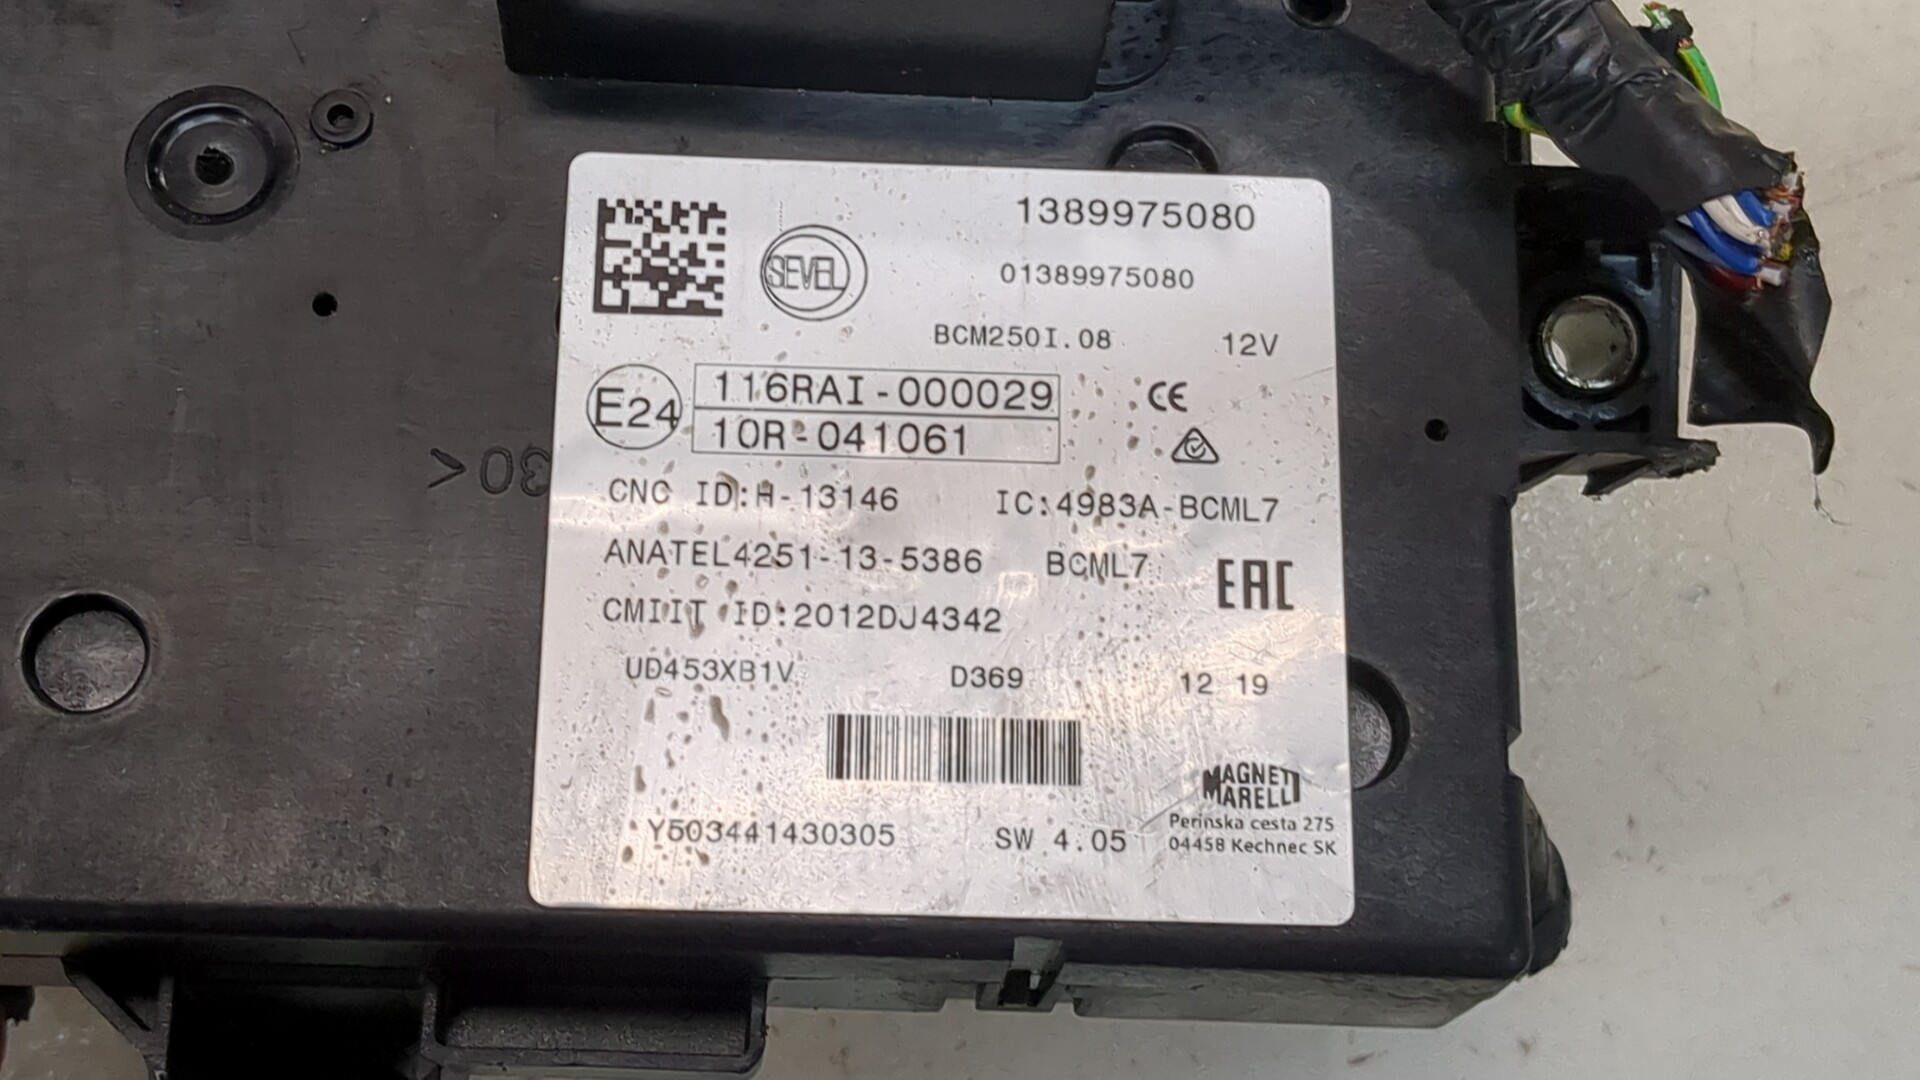 1389975080
SEVEL
01389975080
BCM250I.08 12V
E24 116RAI-000029 CE
10R-041061
CNC ID:H-13146 IC:4983A-BCML7
ANATEL4251-13-5386 BCML7 EAC
CMIIT ID:2012DJ4342
UD453XB1V D369 12 19
MAGNETI
MARELLI
Perinska cesta 275
Y503441430305 SW 4.05 04458 Kechnec SK
30<